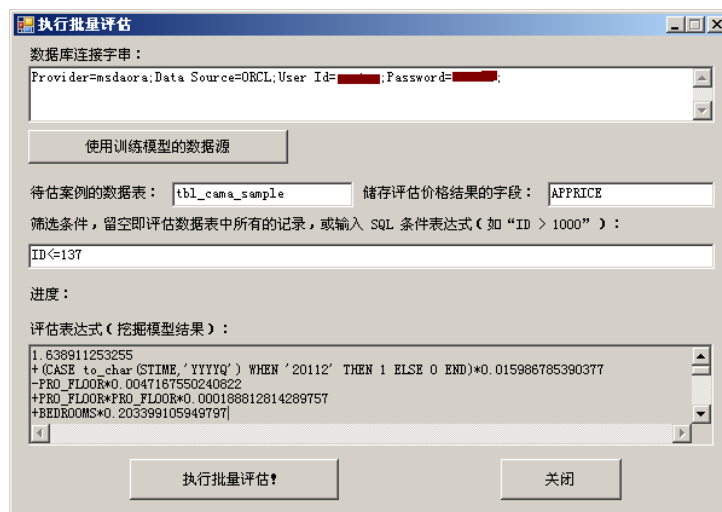 执行批量评估
数据库连接字串：
Provider=msdaora;Data Source=ORCL;User Id=;Password=;
使用训练模型的数据源
待估案例的数据表： tbl_cama_sample 储存评估价格结果的字段： APPRICE
筛选条件，留空即评估数据表中所有的记录，或输入 SQL 条件表达式（如“ID > 1000”）：
ID<=137
进度：
评估表达式（挖掘模型结果）：
1.638911253255
+(CASE to_char(STIME,'YYYYQ') WHEN '20112' THEN 1 ELSE 0 END)*0.015986785390377
-PRO_FLOOR*0.0047167550240822
+PRO_FLOOR*PRO_FLOOR*0.000188812814289757
+BEDROOMS*0.203399105949797
执行批量评估！ 关闭